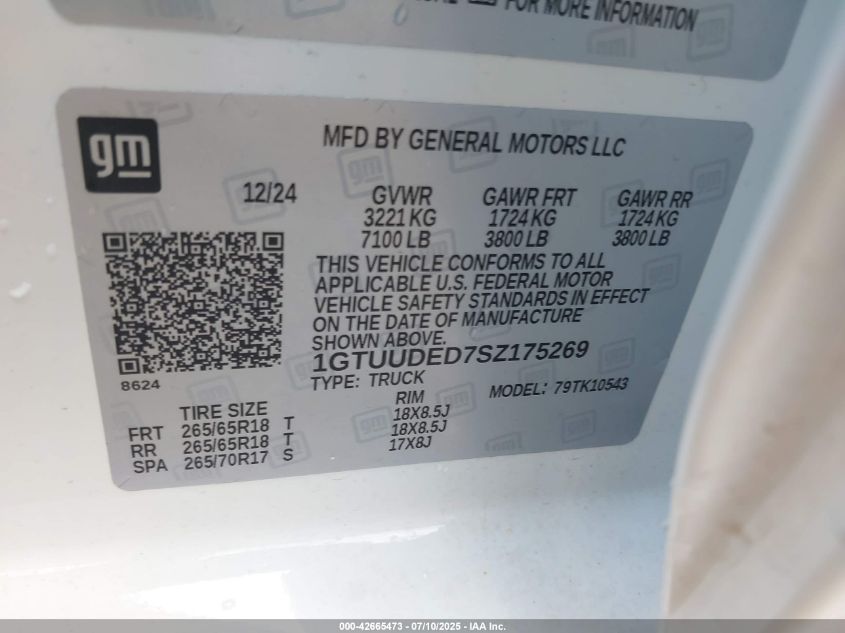 FOR MORE INFORMATION
gm
MFD BY GENERAL MOTORS LLC
12/24 GVWR GAWR FRT GAWR RR
3221 KG 1724 KG 1724 KG
7100 LB 3800 LB 3800 LB
THIS VEHICLE CONFORMS TO ALL
APPLICABLE U.S. FEDERAL MOTOR
VEHICLE SAFETY STANDARDS IN EFFECT
ON THE DATE OF MANUFACTURE
SHOWN ABOVE.
1GTUUDED7SZ175269
8624
TYPE: TRUCK MODEL: 79TK10543
TIRE SIZE RIM
FRT 265/65R18 T 18X8.5J
RR 265/65R18 T 18X8.5J
SPA 265/70R17 S 17X8J
000-42665473 - 07/10/2025 - IAA Inc.